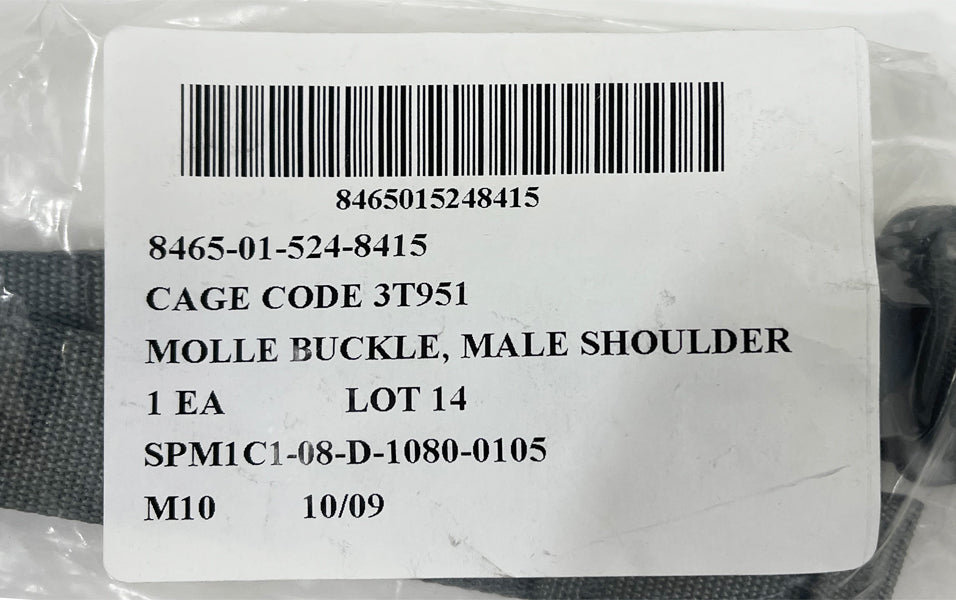 8465015248415
8465-01-524-8415
CAGE CODE 3T951
MOLLE BUCKLE, MALE SHOULDER
1 EA LOT 14
SPM1C1-08-D-1080-0105
M10 10/09